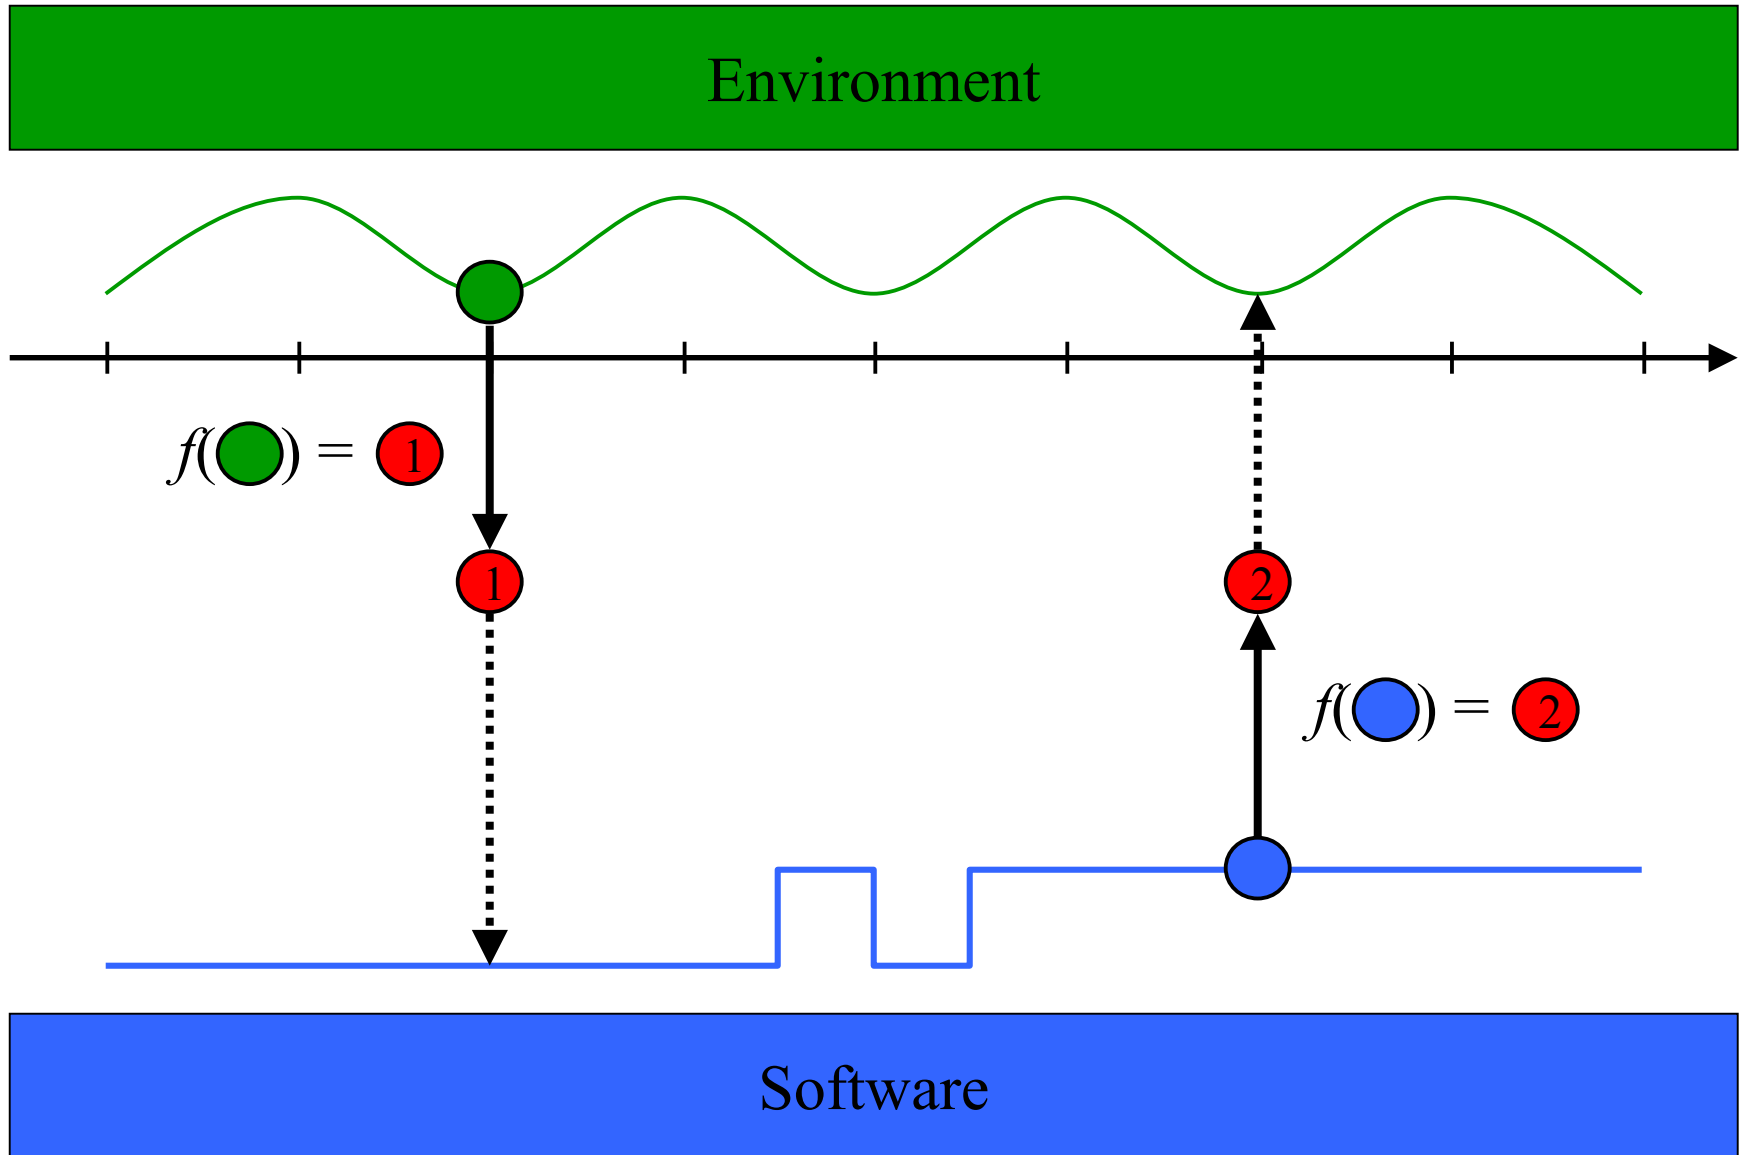 Environment
f( ) = 1
1
2
f( ) = 2
Software